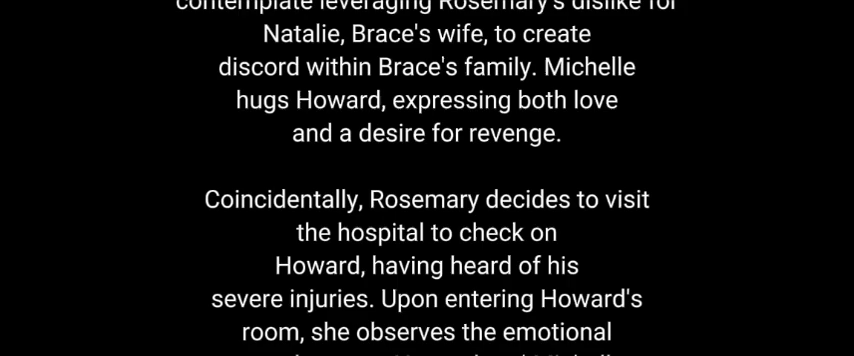 contemplate leveraging Rosemary's dislike for
Natalie, Brace's wife, to create
discord within Brace's family. Michelle
hugs Howard, expressing both love
and a desire for revenge.
Coincidentally, Rosemary decides to visit
the hospital to check on
Howard, having heard of his
severe injuries. Upon entering Howard's
room, she observes the emotional